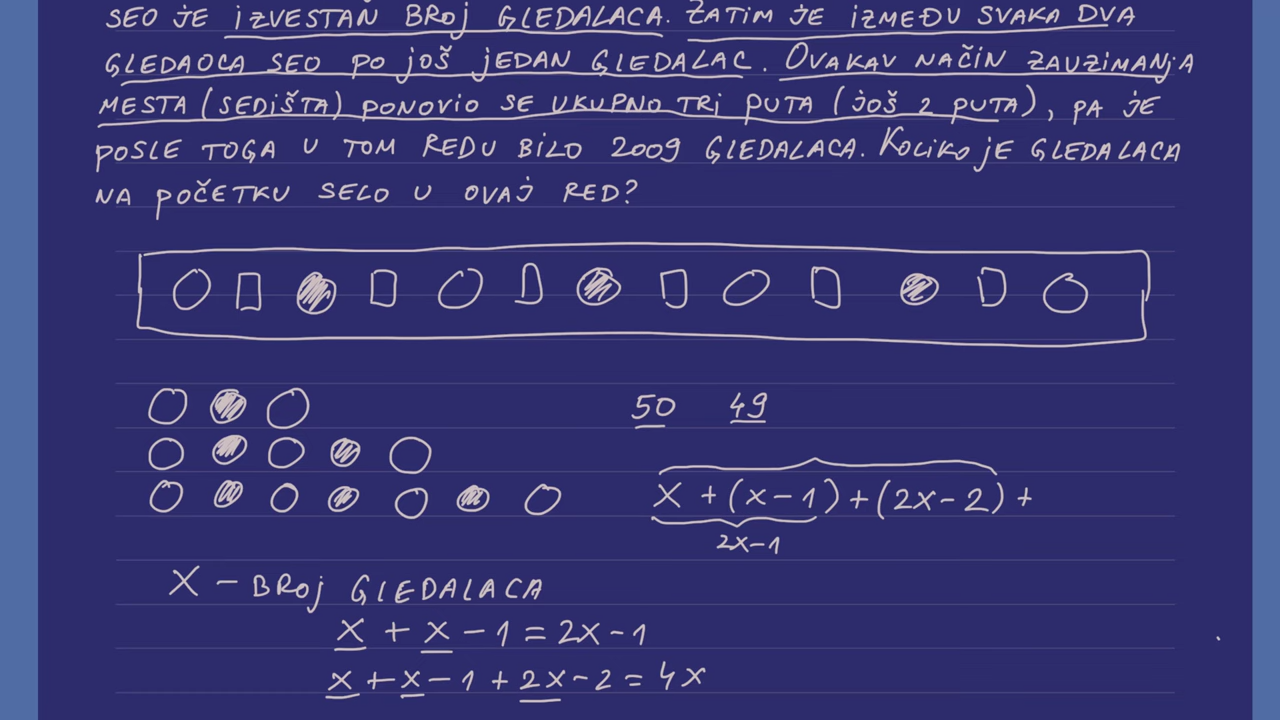 SEO JE IZVESTAN BROJ GLEDALACA. ZATIM JE IZMEĐU SVAKA DVA
GLEDAOCA SEO PO JOŠ JEDAN GLEDALAC. OVAKAV NAČIN ZAUZIMANJA
MESTA (SEDIŠTA) PONOVIO SE UKUPNO TRI PUTA (JOŠ 2 PUTA), PA JE
POSLE TOGA U TOM REDU BILO 2009 GLEDALACA. KOLIKO JE GLEDALACA
NA POČETKU SELO U OVAJ RED?
50 49
X + (X - 1) + (2X - 2) +
2X - 1
X - BROJ GLEDALACA
X + X - 1 = 2X - 1
X + X - 1 + 2X - 2 = 4X